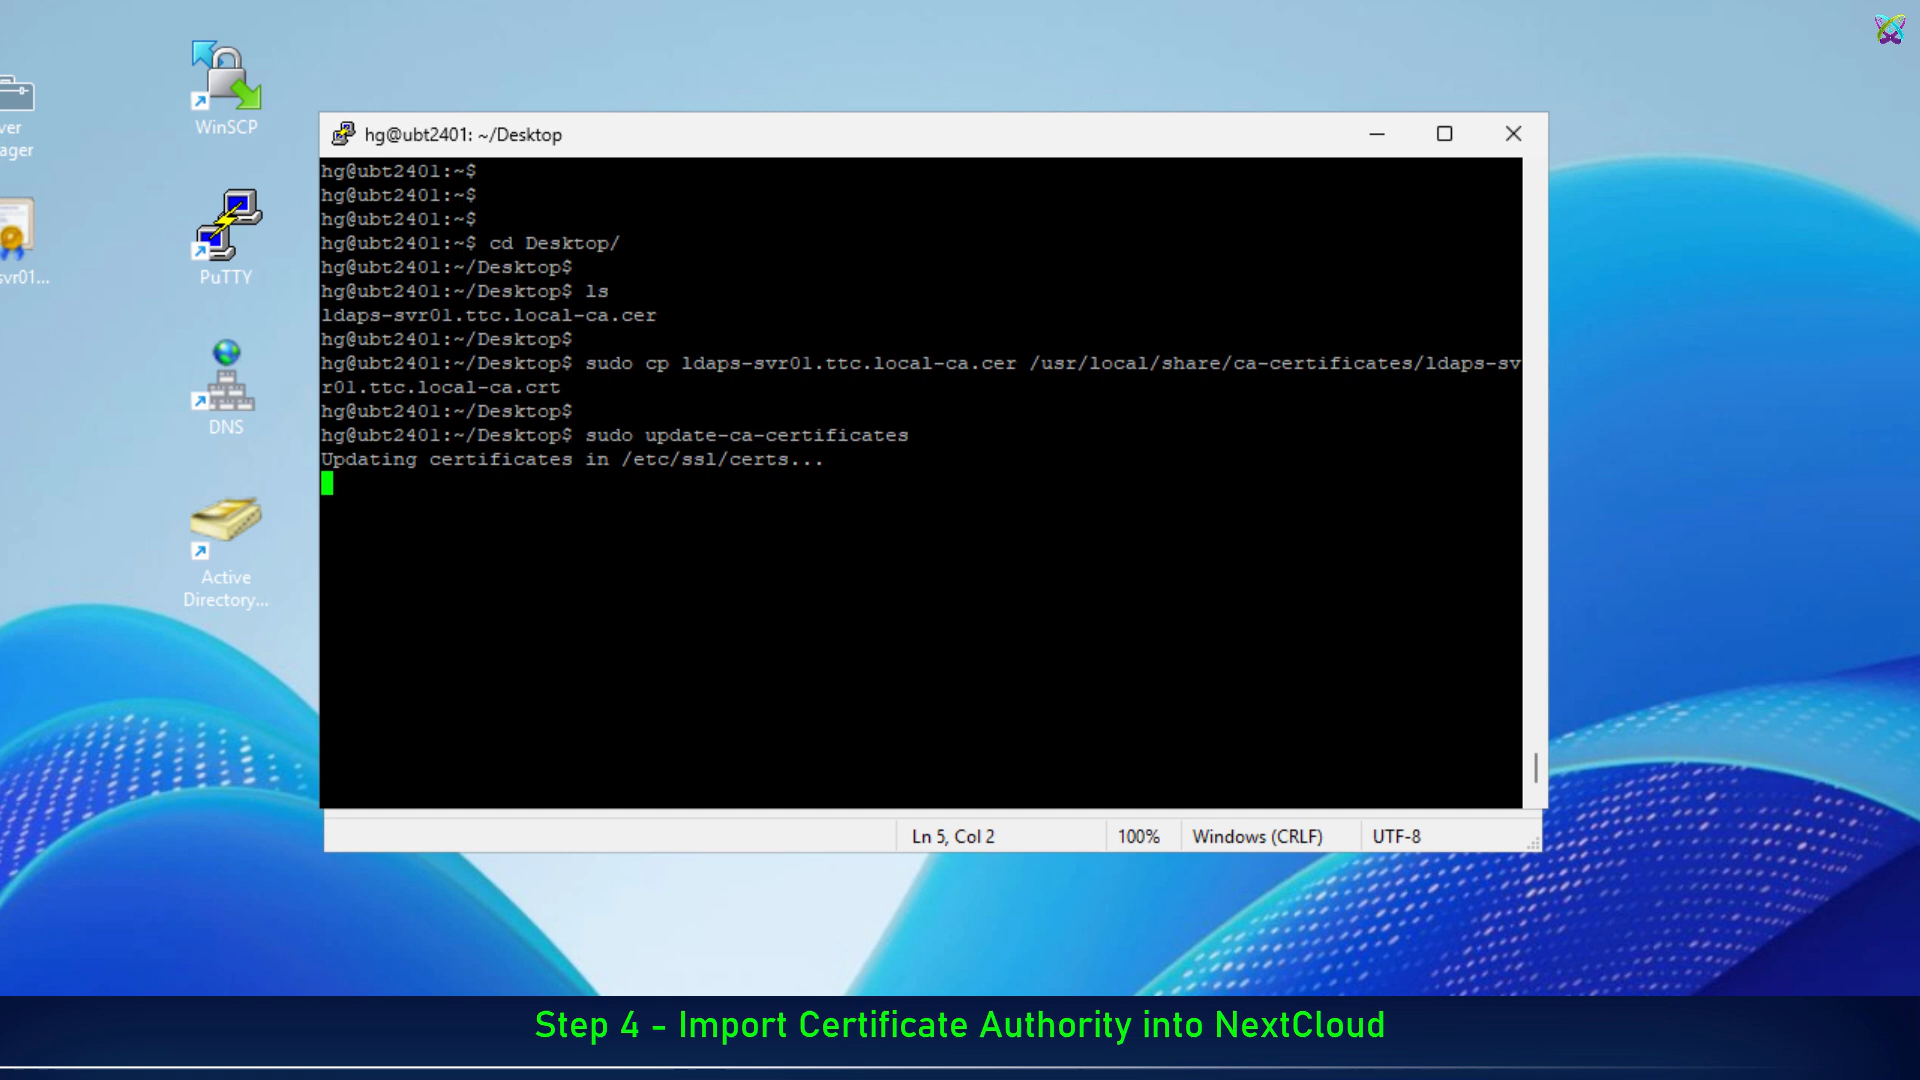 WinSCP
ver
ager
svr01...
PuTTY
DNS
Active
Directory...
hg@ubt2401: ~/Desktop
hg@ubt2401:~$
hg@ubt2401:~$
hg@ubt2401:~$
hg@ubt2401:~$ cd Desktop/
hg@ubt2401:~/Desktop$
hg@ubt2401:~/Desktop$ ls
ldaps-svr01.ttc.local-ca.cer
hg@ubt2401:~/Desktop$
hg@ubt2401:~/Desktop$ sudo cp ldaps-svr01.ttc.local-ca.cer /usr/local/share/ca-certificates/ldaps-sv
r01.ttc.local-ca.crt
hg@ubt2401:~/Desktop$
hg@ubt2401:~/Desktop$ sudo update-ca-certificates
Updating certificates in /etc/ssl/certs...
Ln 5, Col 2
100%
Windows (CRLF)
UTF-8
Step 4 - Import Certificate Authority into NextCloud